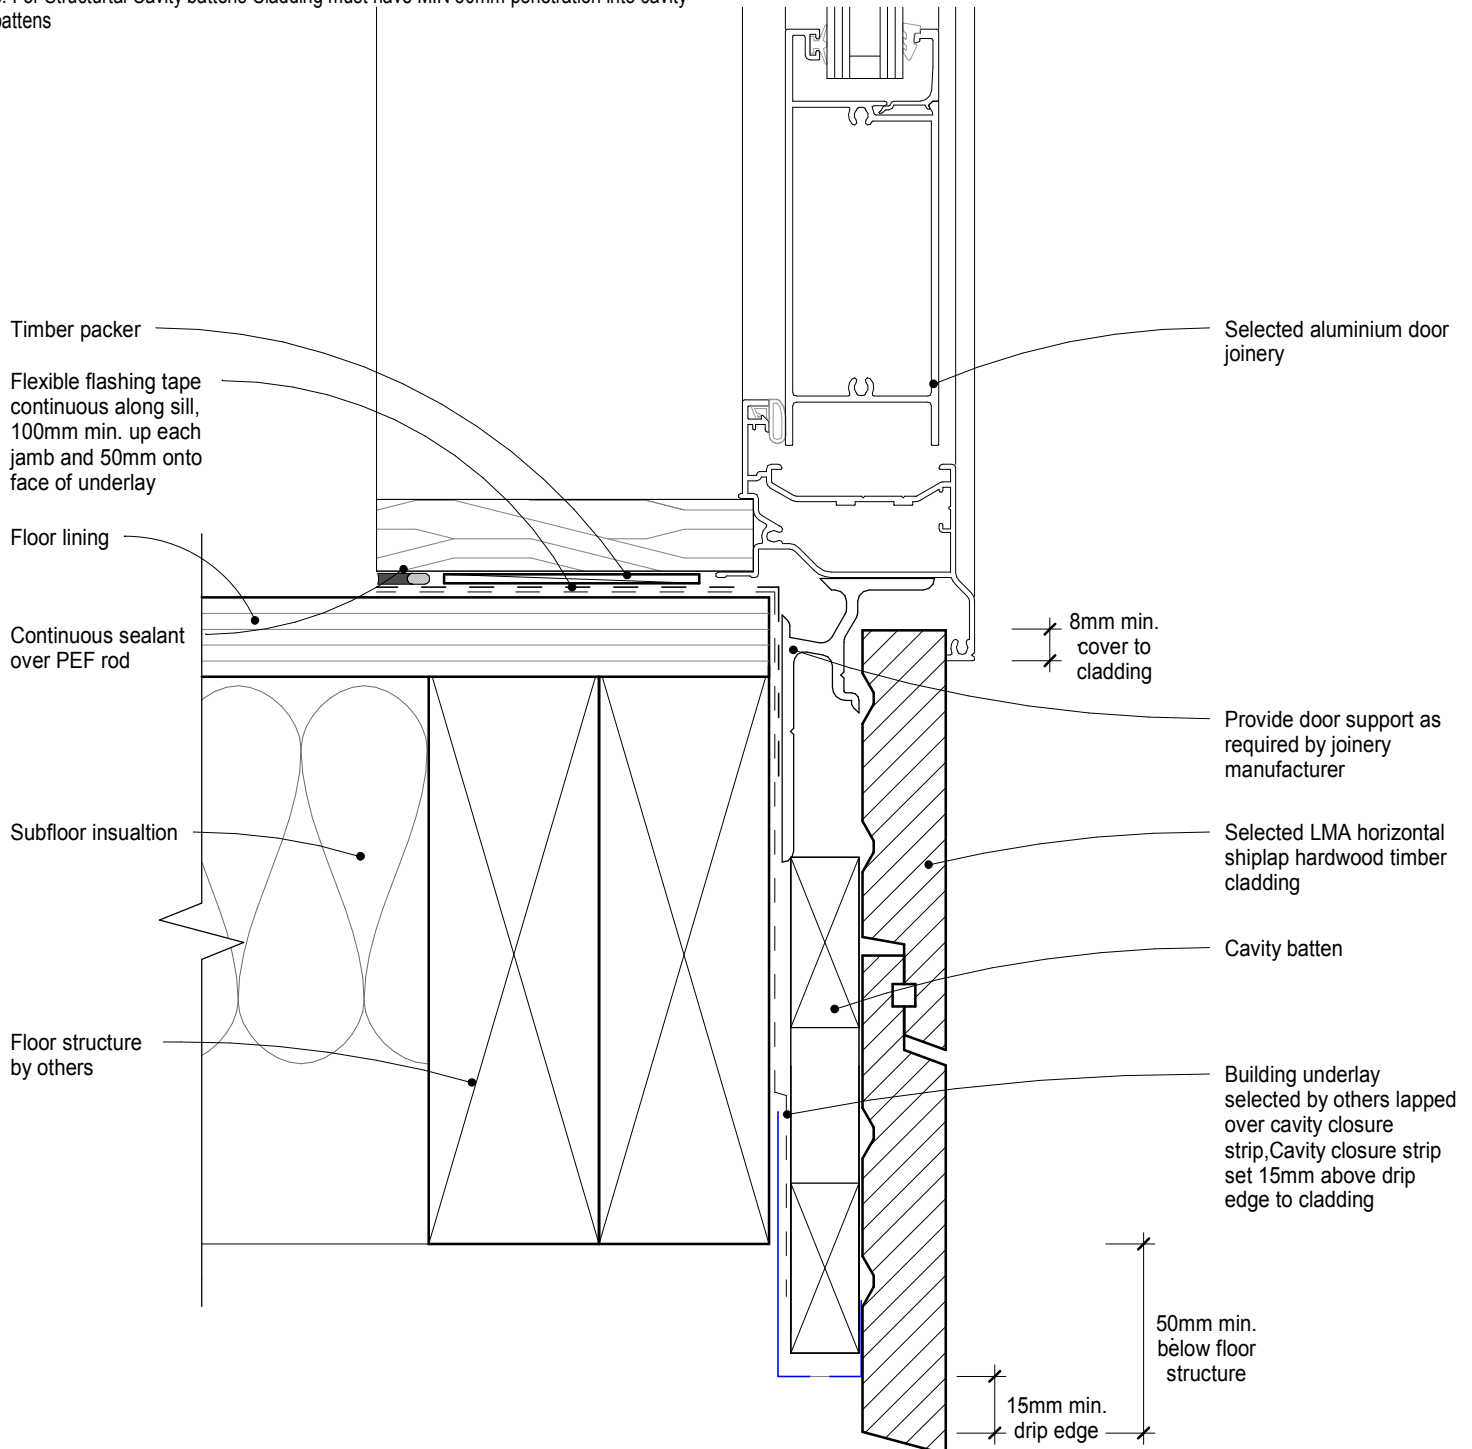 battens
Timber packer
Flexible flashing tape
continuous along sill,
100mm min. up each
jamb and 50mm onto
face of underlay
Floor lining
Continuous sealant
over PEF rod
Subfloor insualtion
Floor structure
by others
Selected aluminium door
joinery
8mm min.
cover to
cladding
Provide door support as
required by joinery
manufacturer
Selected LMA horizontal
shiplap hardwood timber
cladding
Cavity batten
Building underlay
selected by others lapped
over cavity closure
strip,Cavity closure strip
set 15mm above drip
edge to cladding
50mm min.
below floor
structure
15mm min.
drip edge